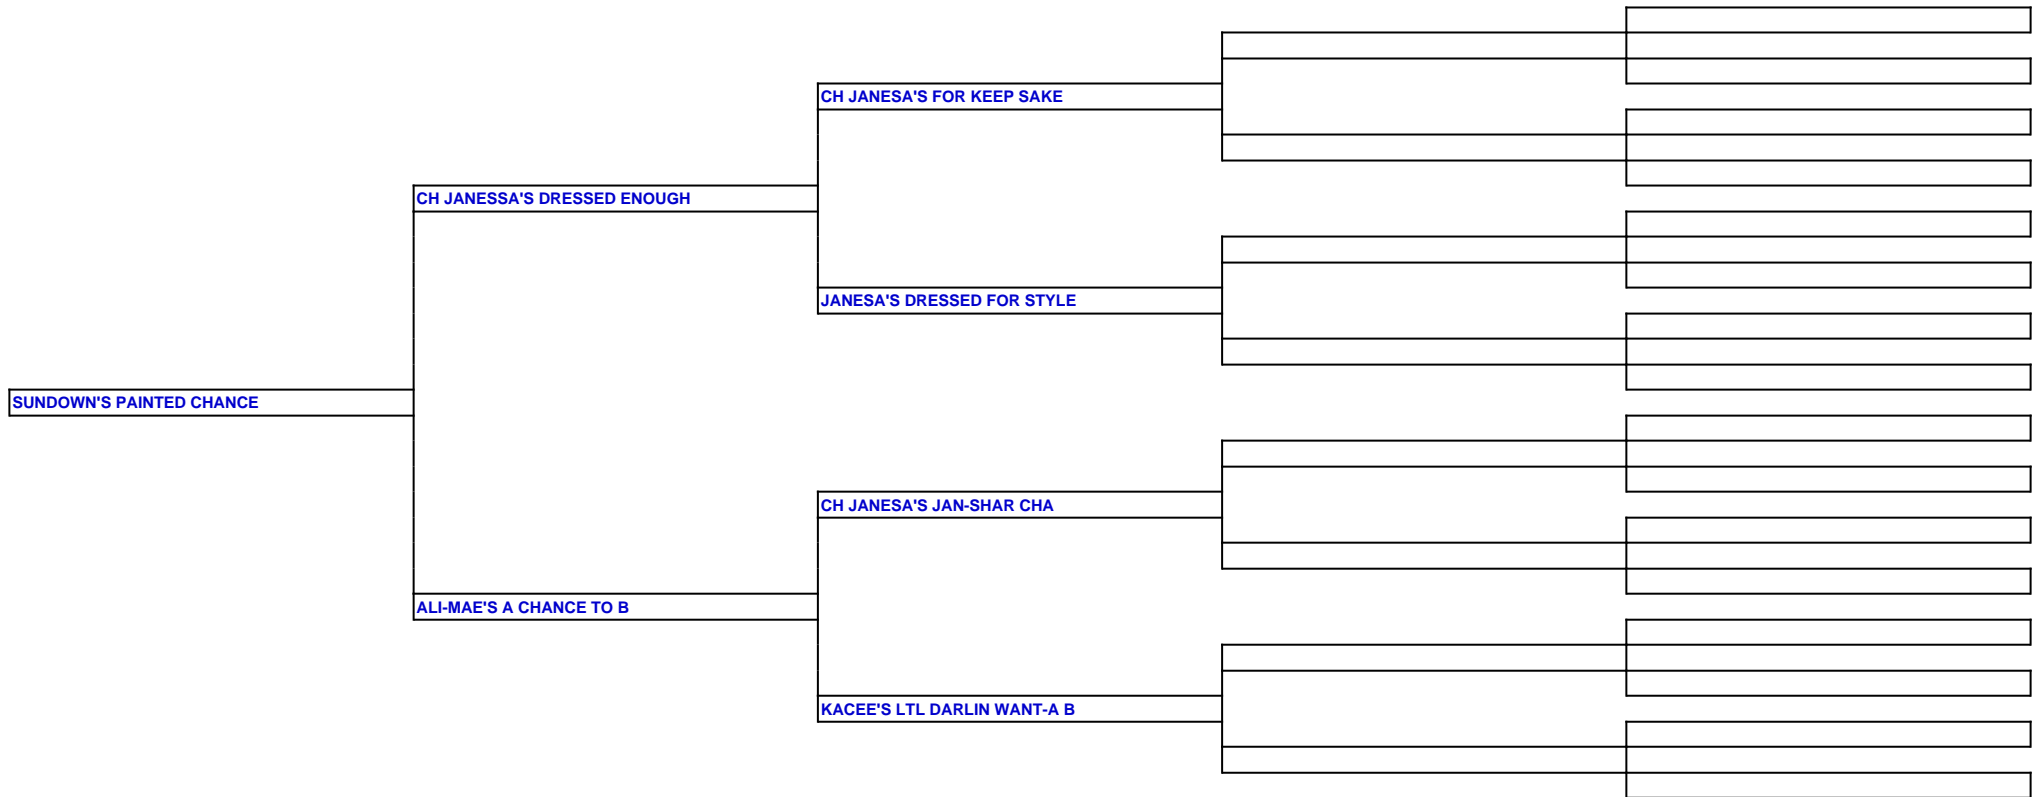 CH JANESA'S FOR KEEP SAKE
CH JANESSA'S DRESSED ENOUGH
JANESA'S DRESSED FOR STYLE
SUNDOWN'S PAINTED CHANCE
CH JANESA'S JAN-SHAR CHA
ALI-MAE'S A CHANCE TO B
KACEE'S LTL DARLIN WANT-A B